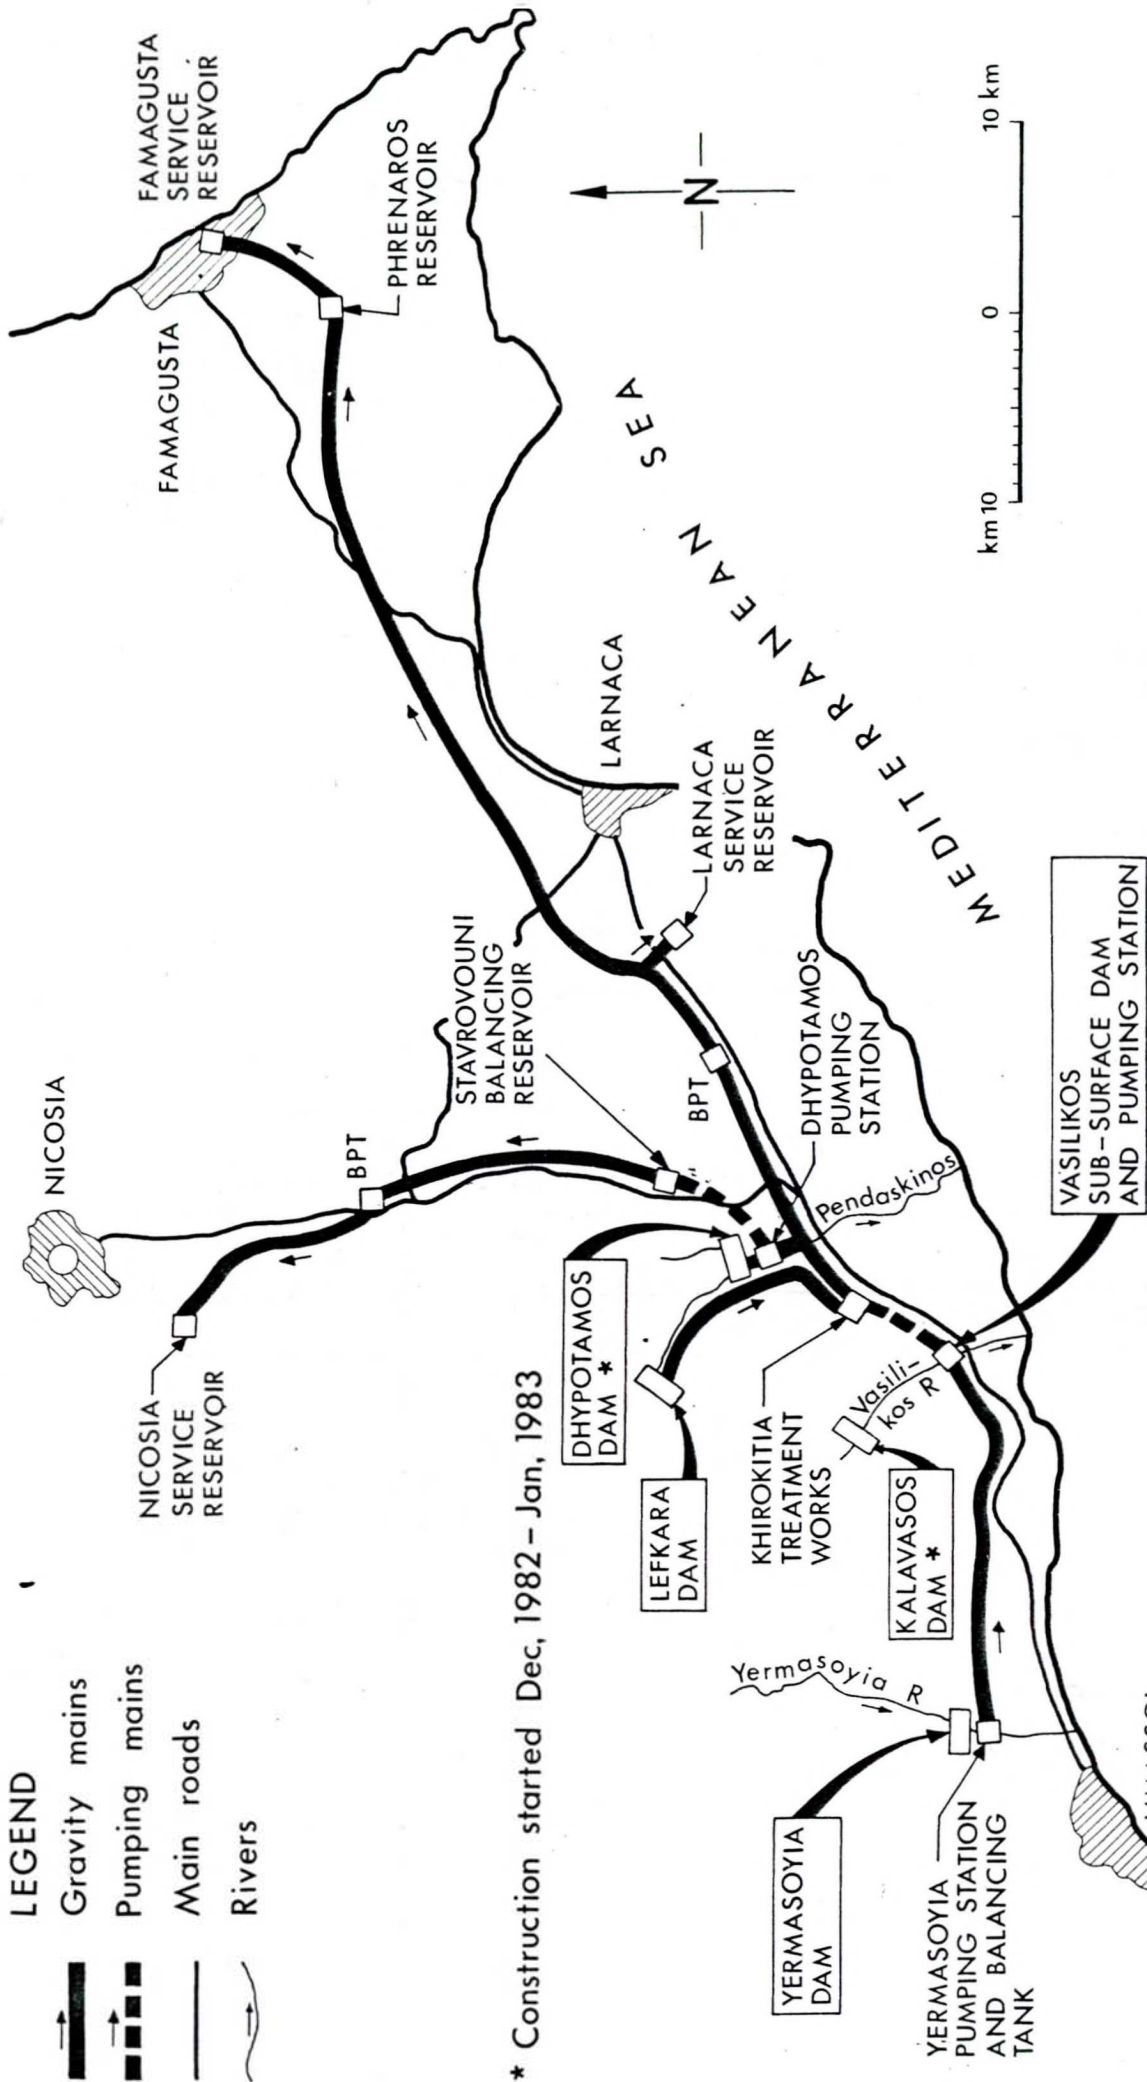 LEGEND
Gravity mains
Pumping mains
Main roads
Rivers
* Construction started Dec, 1982 – Jan, 1983
NICOSIA
NICOSIA
SERVICE
RESERVOIR
BPT
STAVROVOUNI
BALANCING
RESERVOIR
FAMAGUSTA
SERVICE
RESERVOIR
FAMAGUSTA
PHRENAROS
RESERVOIR
LARNACA
LARNACA
SERVICE
RESERVOIR
BPT
DHYPOTAMOS
PUMPING
STATION
DHYPOTAMOS
DAM *
LEFKARA
DAM
KHIROKITIA
TREATMENT
WORKS
KALAVASOS
DAM *
Vasili-
kos R
Pendaskinos
VASILIKOS
SUB-SURFACE DAM
AND PUMPING STATION
Yermasoyia R
YERMASOYIA
DAM
YERMASOYIA
PUMPING STATION
AND BALANCING
TANK
MEDITERRANEAN SEA
N
km 10 0 10 km